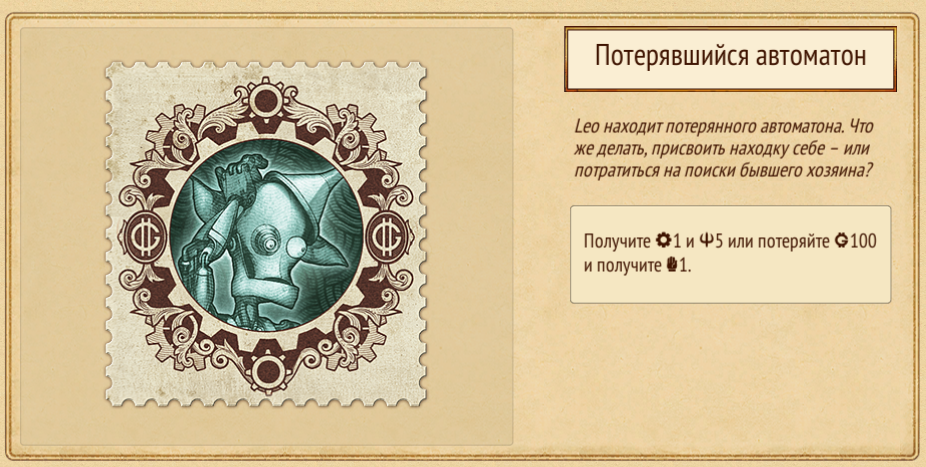 Потерявшийся автоматон
Leo находит потерянного автоматона. Что
же делать, присвоить находку себе – или
потратиться на поиски бывшего хозяина?
Получите 1 и 5 или потеряйте 100
и получите 1.